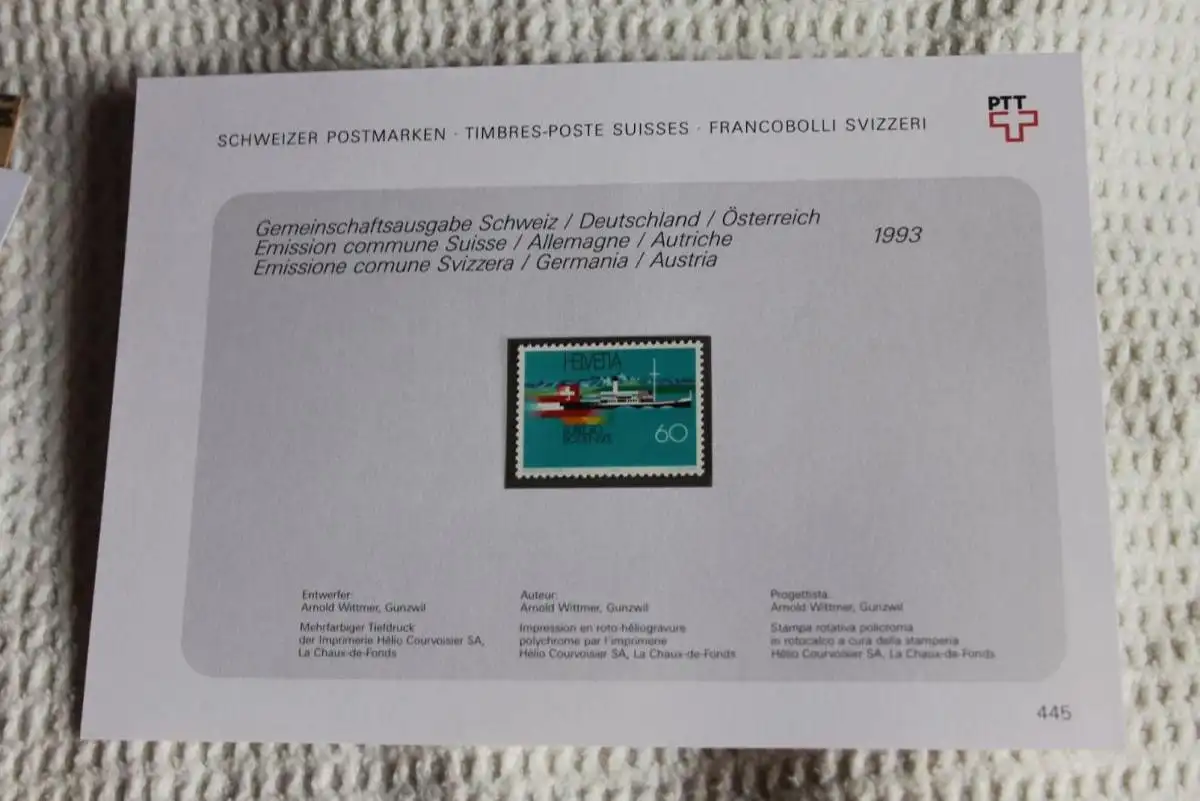 PTT
SCHWEIZER POSTMARKEN · TIMBRES-POSTE SUISSES · FRANCOBOLLI SVIZZERI
Gemeinschaftsausgabe Schweiz / Deutschland / Österreich
Emission commune Suisse / Allemagne / Autriche
Emissione comune Svizzera / Germania / Austria
1993
HELVETIA
60
Entwerfer:
Arnold Wittmer, Gunzwil
Mehrfarbiger Tiefdruck
der Imprimerie Hélio Courvoisier SA,
La Chaux-de-Fonds
Auteur:
Arnold Wittmer, Gunzwil
Impression en roto-héliogravure
polychrome par l'imprimerie
Hélio Courvoisier SA, La Chaux-de-Fonds
Progettista:
Arnold Wittmer, Gunzwil
Stampa rotativa policroma
in rotocalco a cura della stamperia
Hélio Courvoisier SA, La Chaux-de-Fonds
445